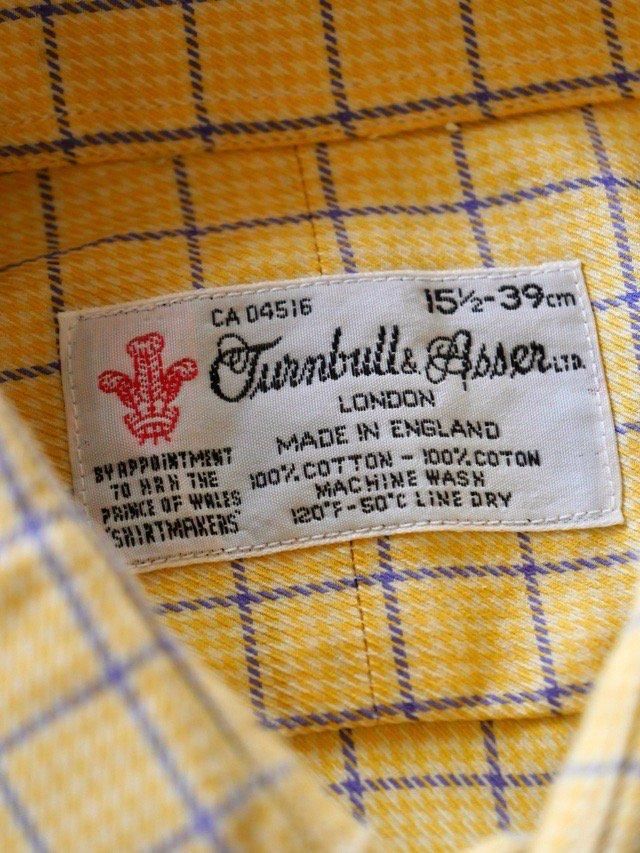 CA 04516 15½-39cm
Turnbull & Asser LTD.
LONDON
MADE IN ENGLAND
100% COTTON - 100% COTON
MACHINE WASH
120°F-50°C LINE DRY
BY APPOINTMENT
TO H R H THE
PRINCE OF WALES
SHIRTMAKERS